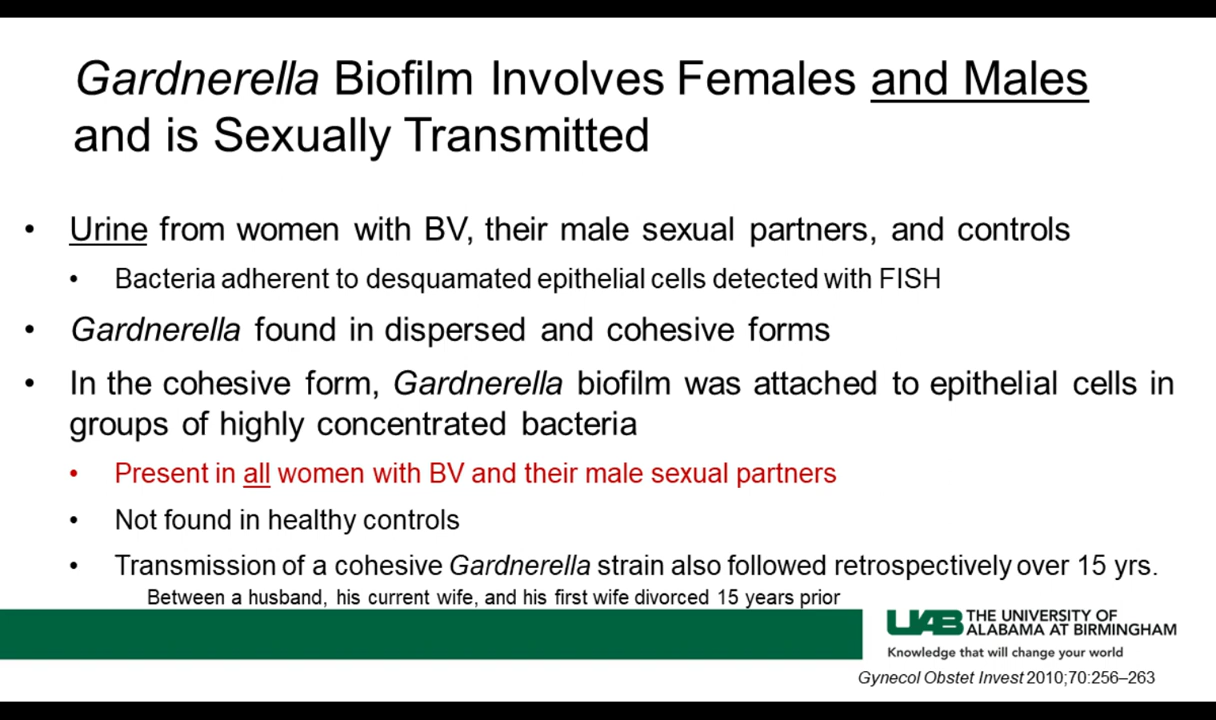 Gardnerella Biofilm Involves Females and Males
and is Sexually Transmitted
• Urine from women with BV, their male sexual partners, and controls
• Bacteria adherent to desquamated epithelial cells detected with FISH
• Gardnerella found in dispersed and cohesive forms
• In the cohesive form, Gardnerella biofilm was attached to epithelial cells in
groups of highly concentrated bacteria
• Present in all women with BV and their male sexual partners
• Not found in healthy controls
• Transmission of a cohesive Gardnerella strain also followed retrospectively over 15 yrs.
Between a husband, his current wife, and his first wife divorced 15 years prior
UAB THE UNIVERSITY OF
ALABAMA AT BIRMINGHAM
Knowledge that will change your world
Gynecol Obstet Invest 2010;70:256–263